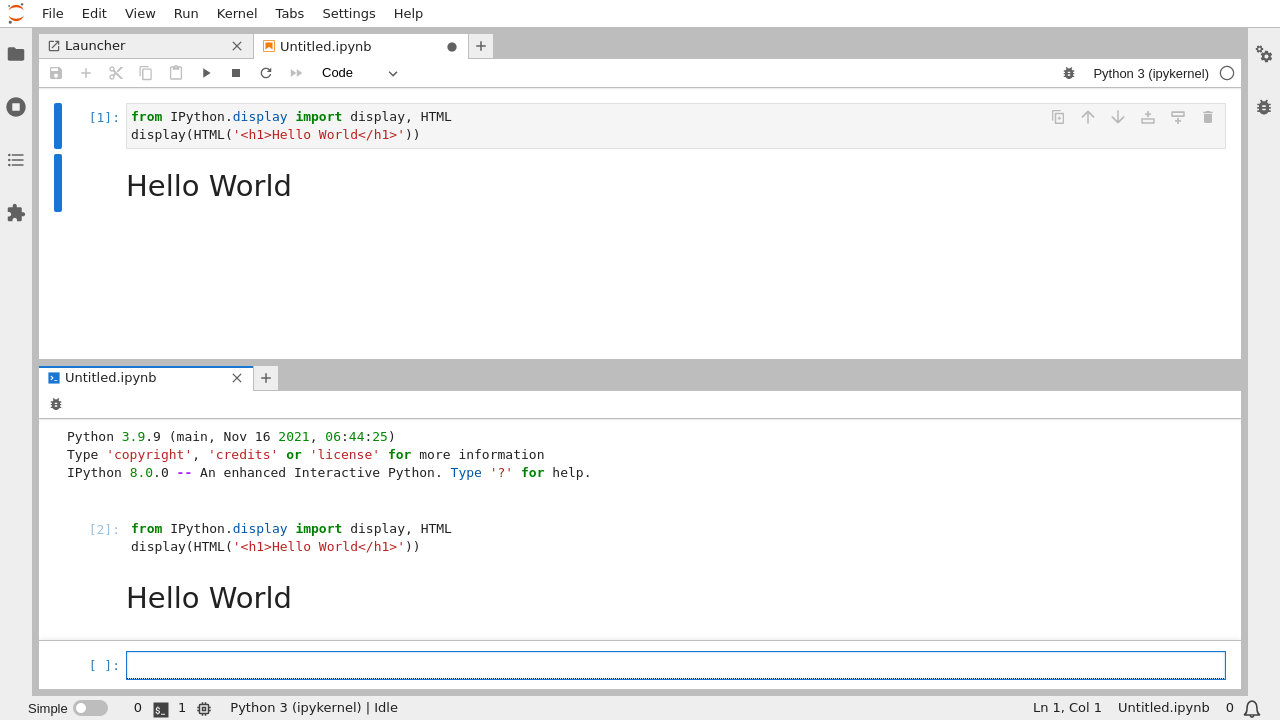 File Edit View Run Kernel Tabs Settings Help
Launcher Untitled.ipynb
Code Python 3 (ipykernel)
[1]: from IPython.display import display, HTML
display(HTML('<h1>Hello World</h1>'))
Hello World
Untitled.ipynb
Python 3.9.9 (main, Nov 16 2021, 06:44:25)
Type 'copyright', 'credits' or 'license' for more information
IPython 8.0.0 -- An enhanced Interactive Python. Type '?' for help.
[2]: from IPython.display import display, HTML
display(HTML('<h1>Hello World</h1>'))
Hello World
[ ]:
Simple 0 $_ 1 Python 3 (ipykernel) | Idle Ln 1, Col 1 Untitled.ipynb 0